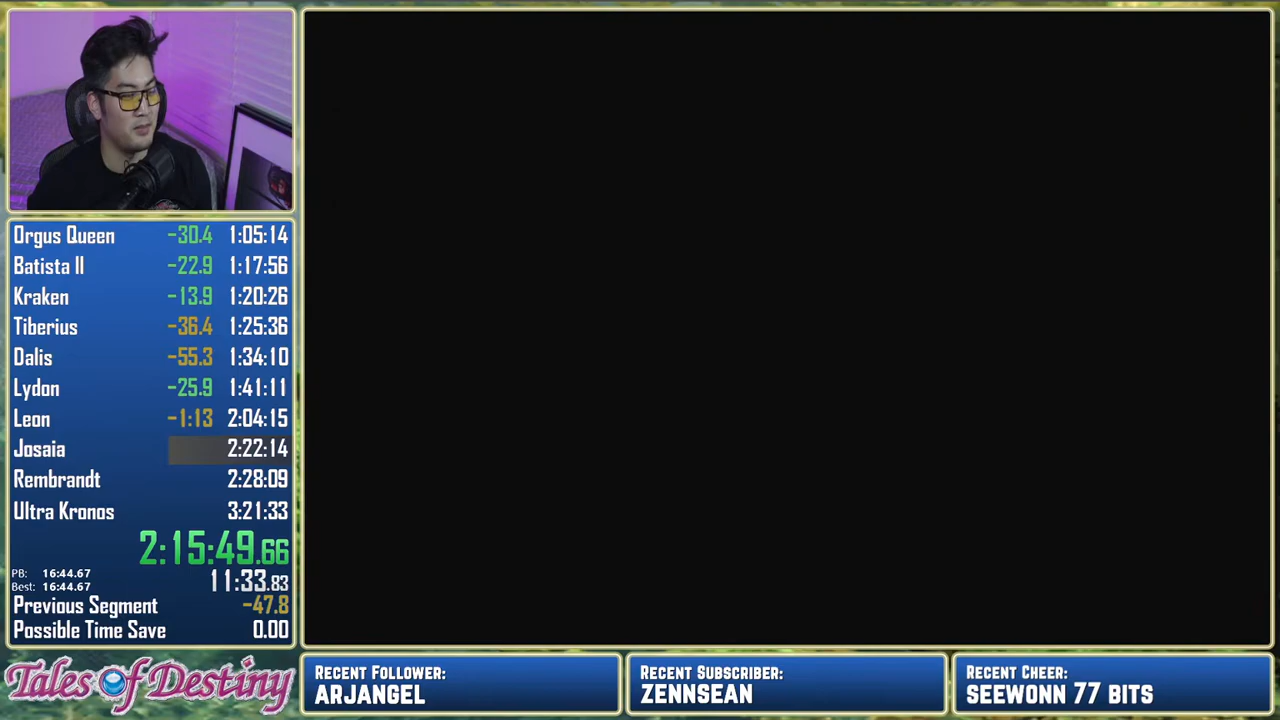 Orgus Queen -30.4 1:05:14
Batista II -22.9 1:17:56
Kraken -13.9 1:20:26
Tiberius -36.4 1:25:36
Dalis -55.3 1:34:10
Lydon -25.9 1:41:11
Leon -1:13 2:04:15
Josaia 2:22:14
Rembrandt 2:28:09
Ultra Kronos 3:21:33
2:15:49.66
PB: 16:44.67
Best: 16:44.67
11:33.83
Previous Segment -47.8
Possible Time Save 0.00
Tales of Destiny
RECENT FOLLOWER:
ARJANGEL
RECENT SUBSCRIBER:
ZENNSEAN
RECENT CHEER:
SEEWONN 77 BITS